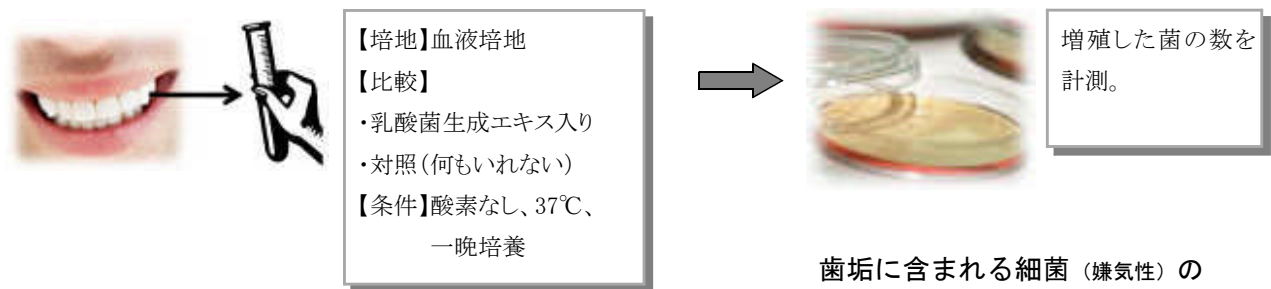 【培地】血液培地
【比較】
・乳酸菌生成エキス入り
・対照(何もいれない)
【条件】酸素なし、37℃、
一晩培養
増殖した菌の数を
計測。
歯垢に含まれる細菌（嫌気性）の